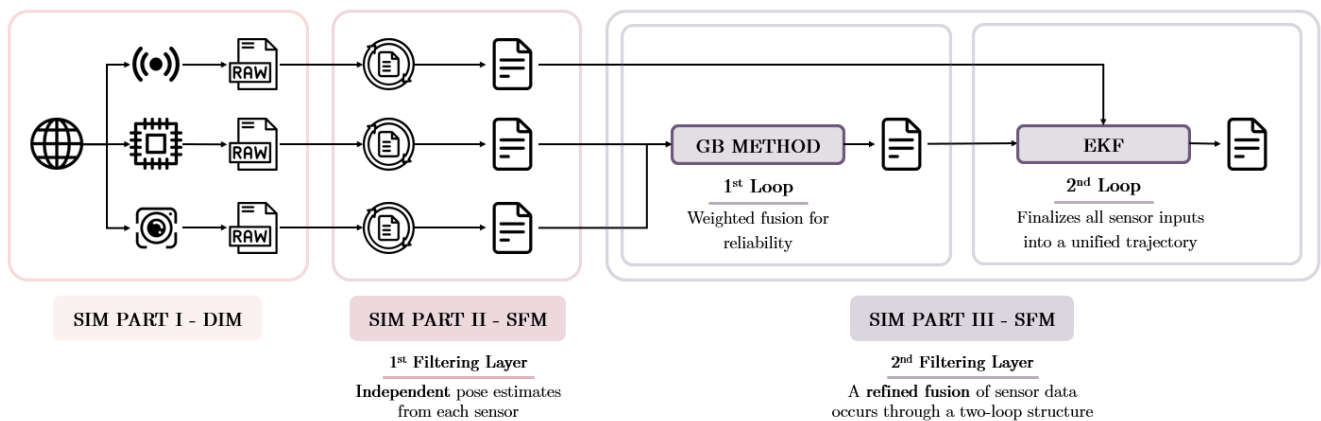 RAW
RAW
RAW
GB METHOD
1st Loop
Weighted fusion for
reliability
EKF
2nd Loop
Finalizes all sensor inputs
into a unified trajectory
SIM PART I - DIM
SIM PART II - SFM
1st Filtering Layer
Independent pose estimates
from each sensor
SIM PART III - SFM
2nd Filtering Layer
A refined fusion of sensor data
occurs through a two-loop structure